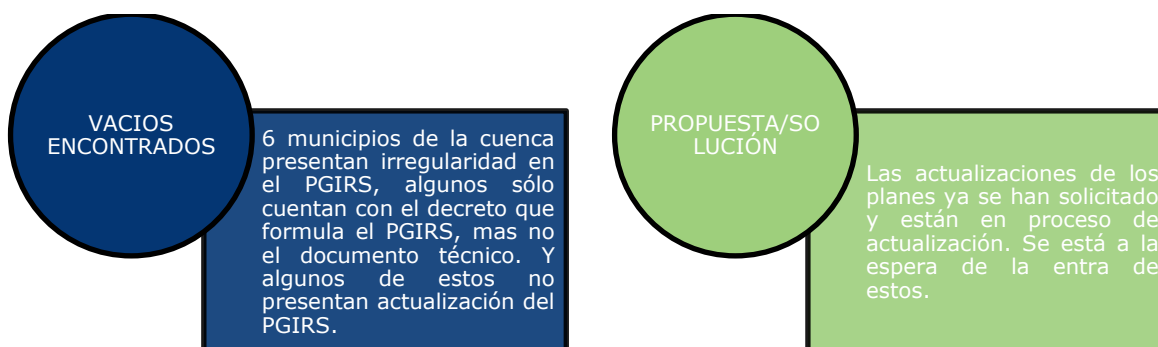 VACIOS
ENCONTRADOS
6 municipios de la cuenca
presentan irregularidad en
el PGIRS, algunos sólo
cuentan con el decreto que
formula el PGIRS, mas no
el documento técnico. Y
algunos de estos no
presentan actualización del
PGIRS.
PROPUESTA/SO
LUCIÓN
Las actualizaciones de los
planes ya se han solicitado
y están en proceso de
actualización. Se está a la
espera de la entra de
estos.